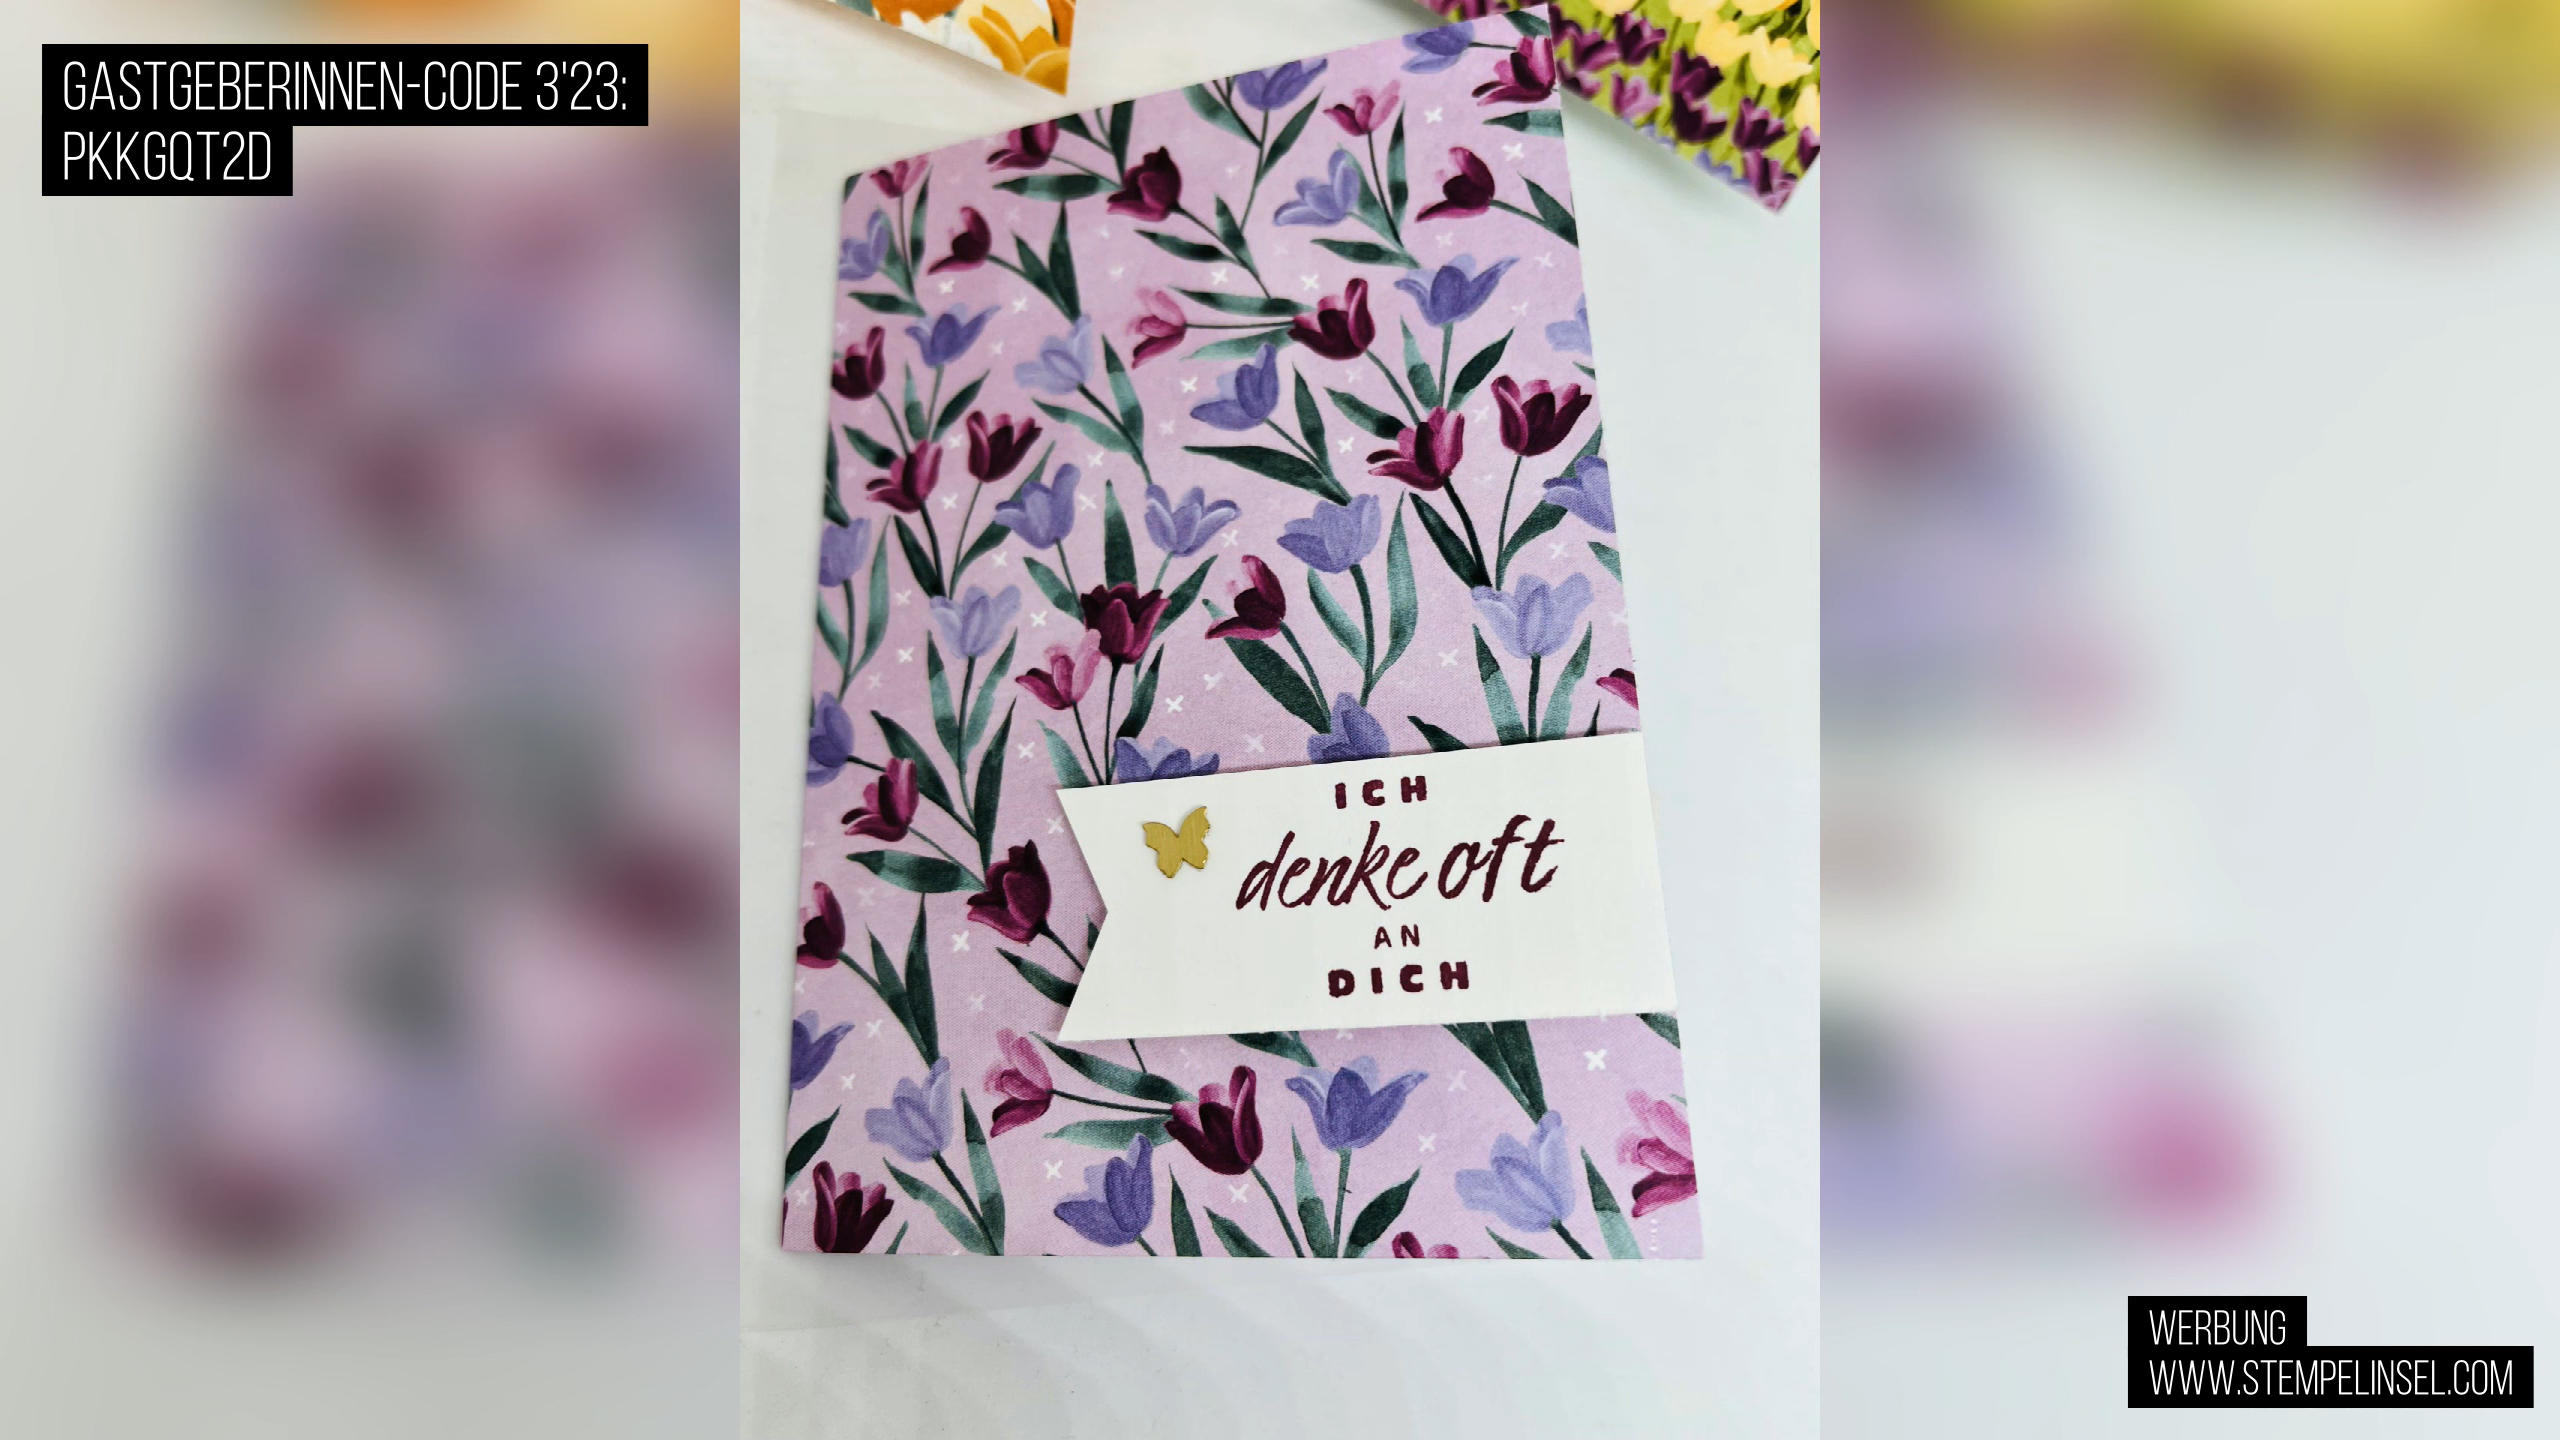 GASTGEBERINNEN-CODE 3'23:
PKKGQT2D
ICH
denke oft
AN
DICH
WERBUNG
WWW.STEMPELINSEL.COM